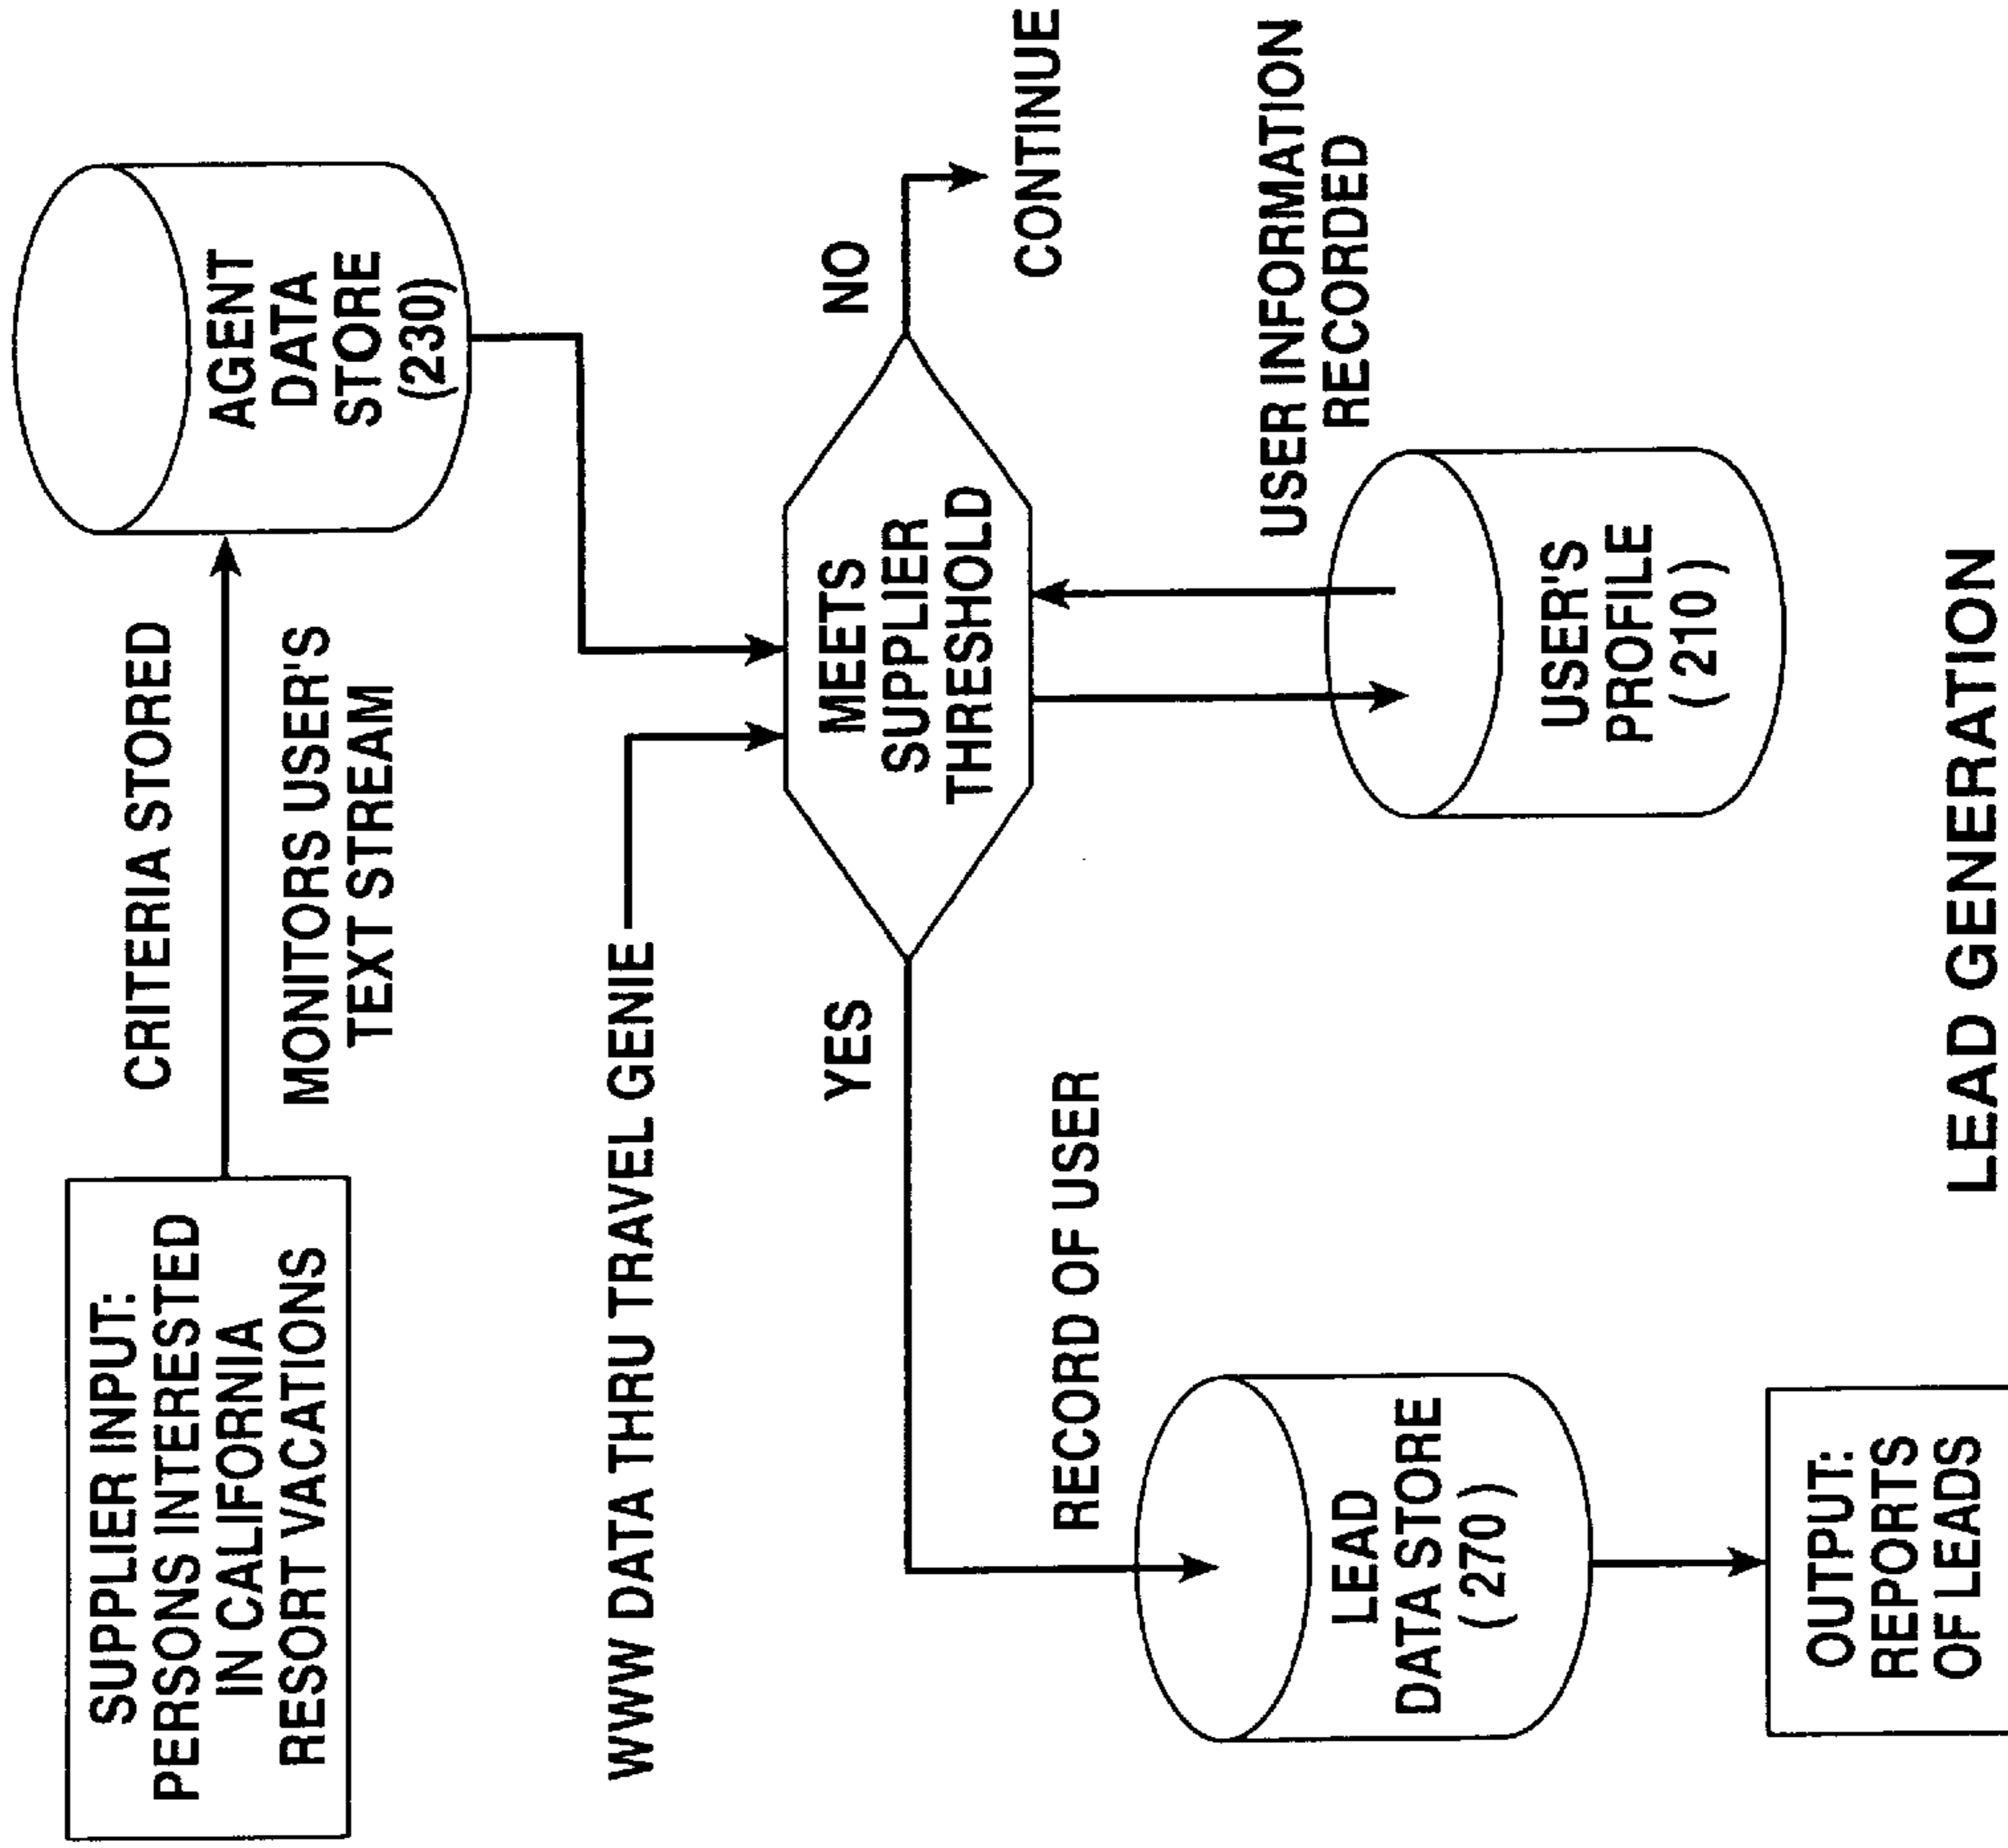 SUPPLIER INPUT:
PERSONS INTERESTED
IN CALIFORNIA
RESORT VACATIONS
CRITERIA STORED
MONITORS USER'S
TEXT STREAM
AGENT
DATA
STORE
(230)
WWW DATA THRU TRAVEL GENIE
MEETS
SUPPLIER
THRESHOLD
YES
NO
CONTINUE
RECORD OF USER
USER INFORMATION
RECORDED
LEAD
DATASTORE
(270)
USER'S
PROFILE
(210)
OUTPUT:
REPORTS
OF LEADS
LEAD GENERATION